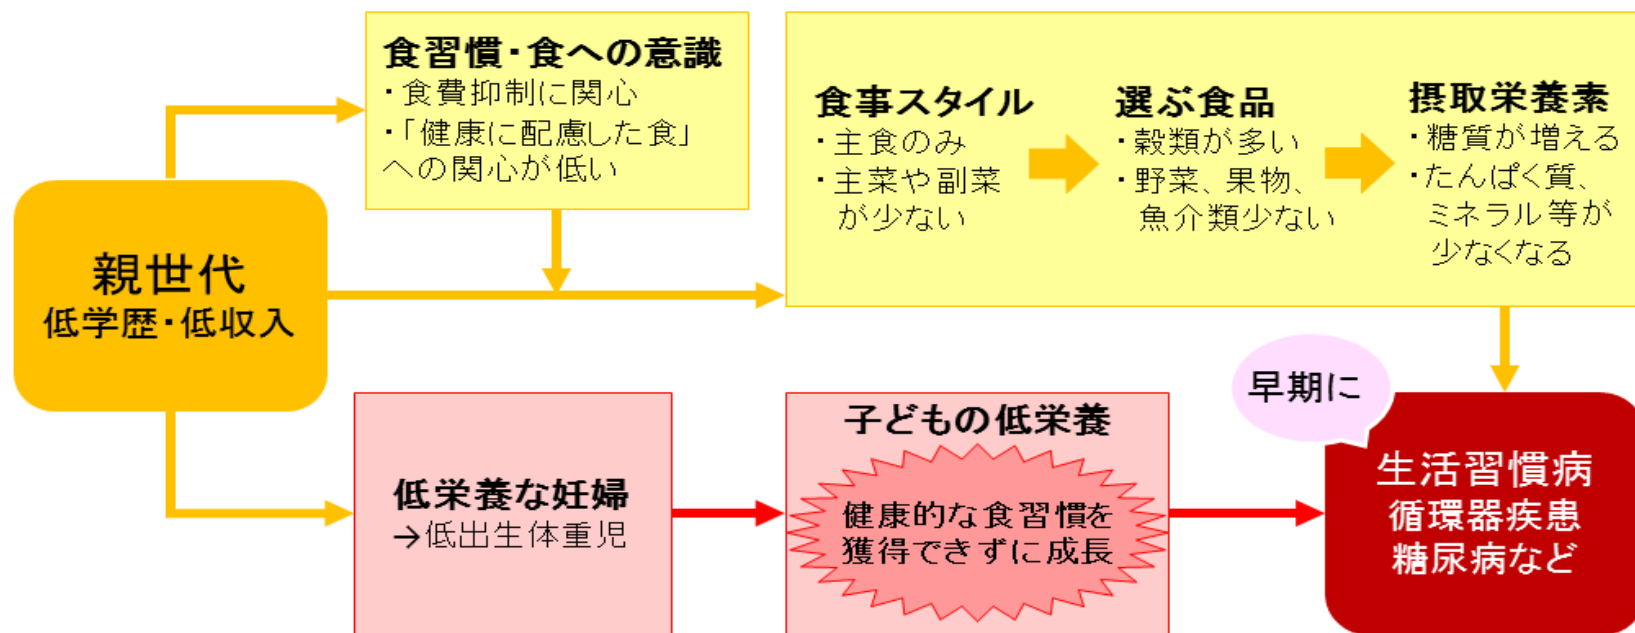 食習慣・食への意識
・食費抑制に関心
・「健康に配慮した食」
への関心が低い
食事スタイル
・主食のみ
・主菜や副菜
が少ない
選ぶ食品
・穀類が多い
・野菜、果物、
魚介類少ない
摂取栄養素
・糖質が増える
・たんぱく質、
ミネラル等が
少なくなる
親世代
低学歴・低収入
低栄養な妊婦
→低出生体重児
子どもの低栄養
健康的な食習慣を
獲得できずに成長
早期に
生活習慣病
循環器疾患
糖尿病など